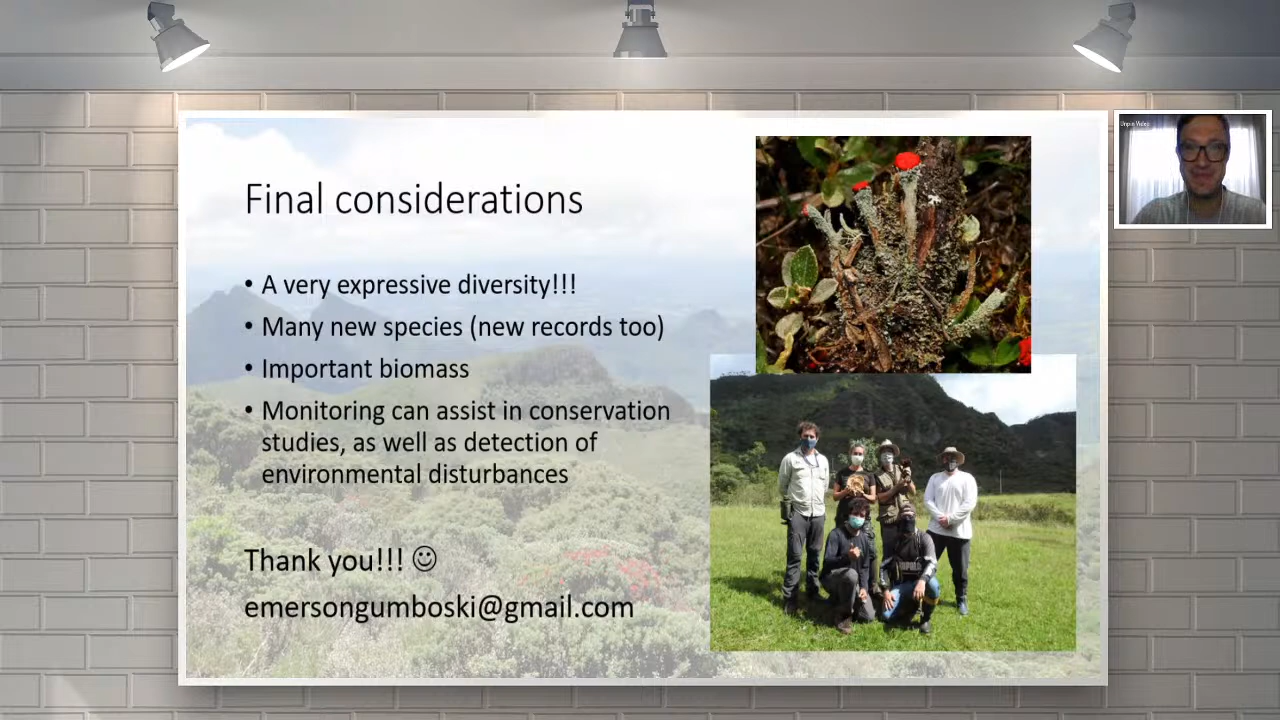 Final considerations
• A very expressive diversity!!!
• Many new species (new records too)
• Important biomass
• Monitoring can assist in conservation
studies, as well as detection of
environmental disturbances
Thank you!!! ☺
emersongumboski@gmail.com